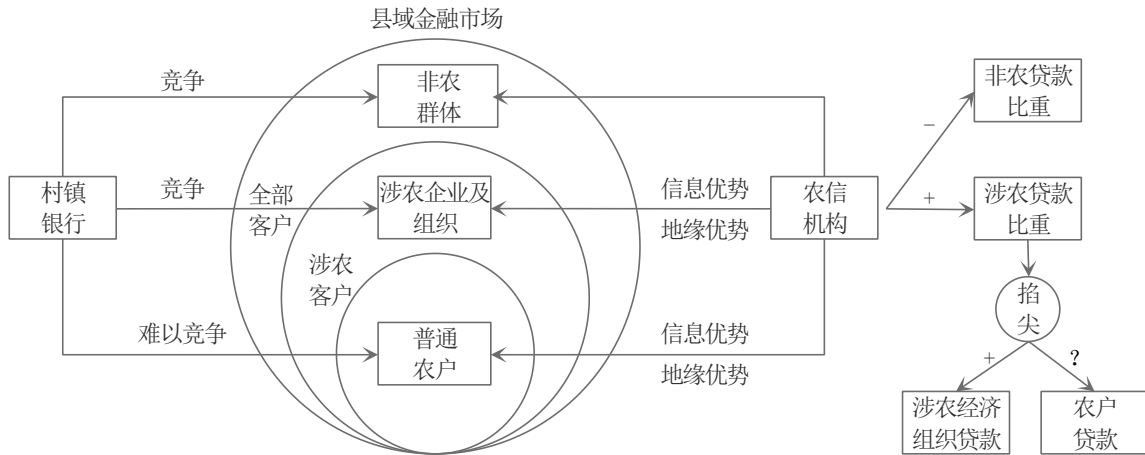 县域金融市场
竞争
非农
群体
非农贷款
比重
−
村镇
银行
竞争
全部
客户
涉农企业及
组织
信息优势
地缘优势
农信
机构
+
涉农贷款
比重
涉农
客户
掐
尖
难以竞争
普通
农户
信息优势
地缘优势
+
?
涉农经济
组织贷款
农户
贷款